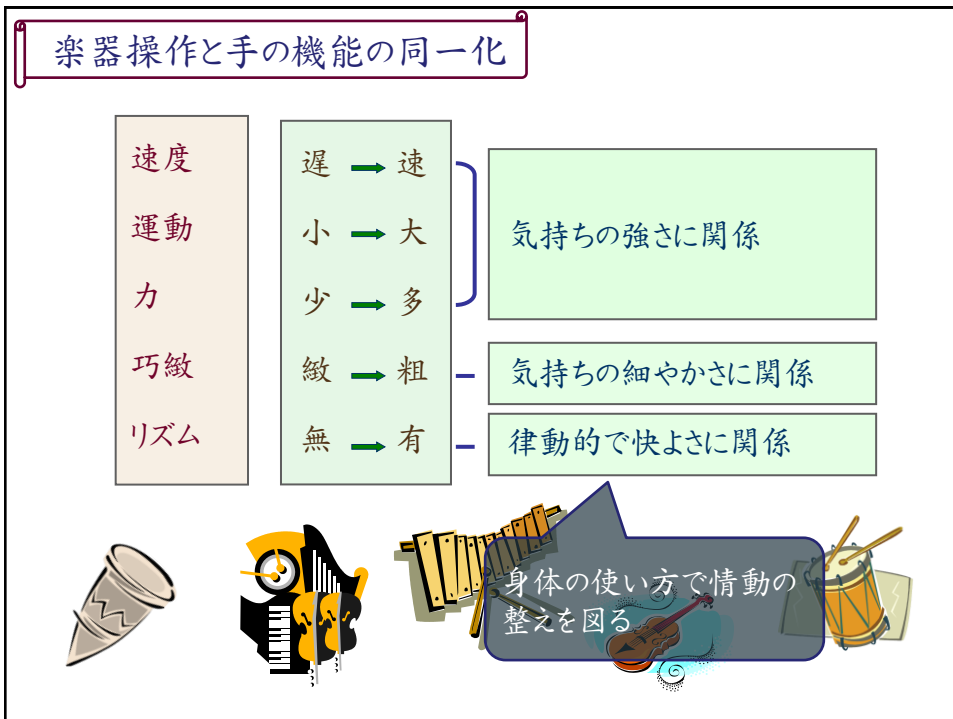 楽器操作と手の機能の同一化
速度 遅 → 速
運動 小 → 大
力 少 → 多
巧緻 緻 → 粗
リズム 無 → 有
気持ちの強さに関係
気持ちの細やかさに関係
律動的で快よさに関係
身体の使い方で情動の
整えを図る